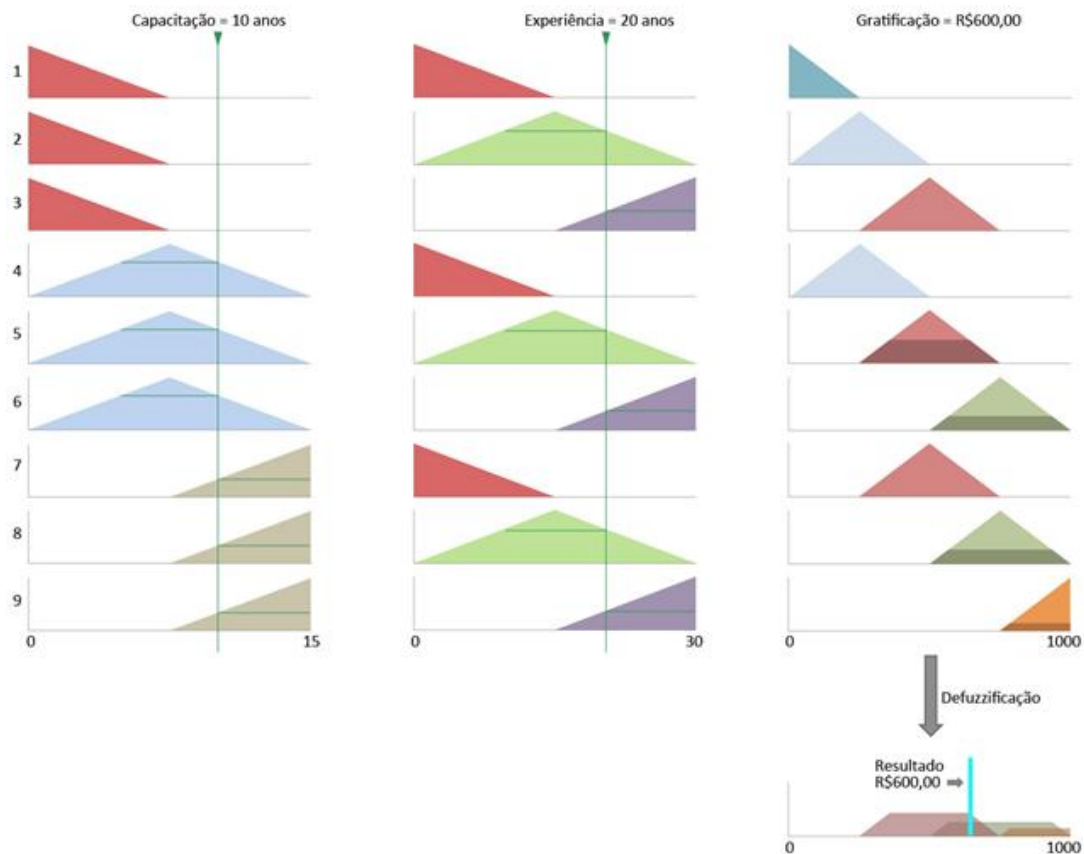 Capacitação = 10 anos
Experiência = 20 anos
Gratificação = R$600,00
1
2
3
4
5
6
7
8
9
0
15
0
30
0
1000
Defuzzificação
Resultado
R$600,00
0
1000